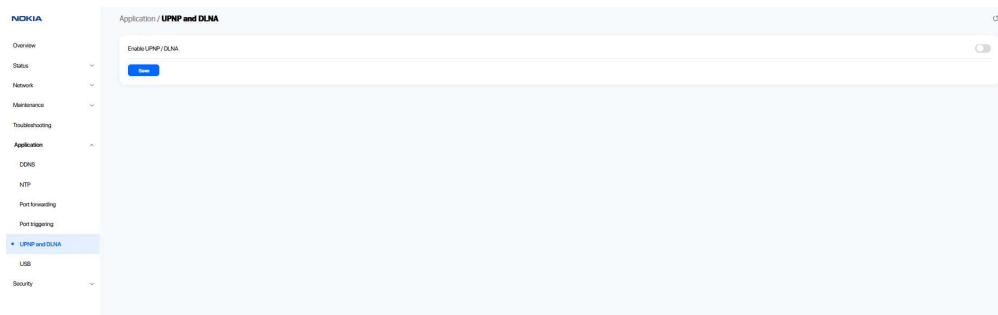 NOKIA
Application / UPNP and DLNA
Overview
Enable UPNP / DLNA
Status
Save
Network
Maintenance
Troubleshooting
Application
DDNS
NTP
Port forwarding
Port triggering
UPNP and DLNA
USB
Security